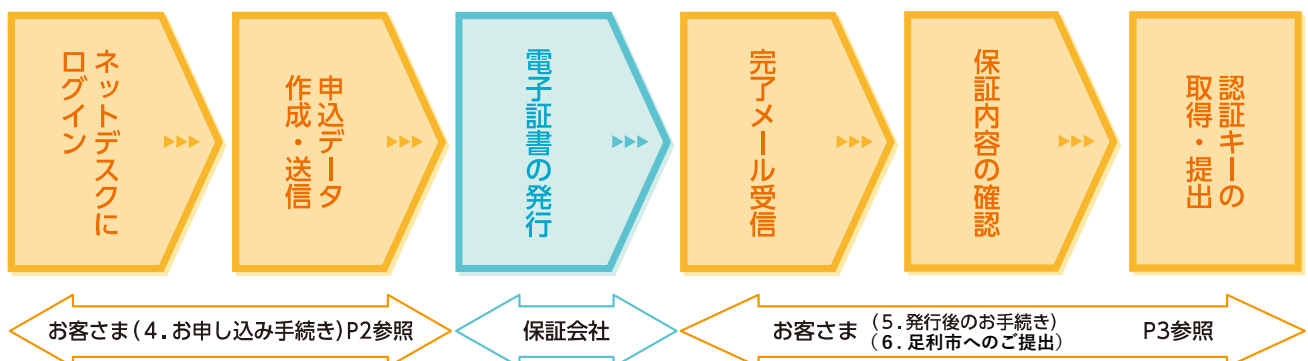 ネットデスクに
ログイン
申込データ
作成・送信
電子証書の発行
完了メール受信
保証内容の確認
認証キーの
取得・提出
お客さま(4.お申し込み手続き)P2参照
保証会社
お客さま (5.発行後のお手続き) P3参照
(6.足利市へのご提出)